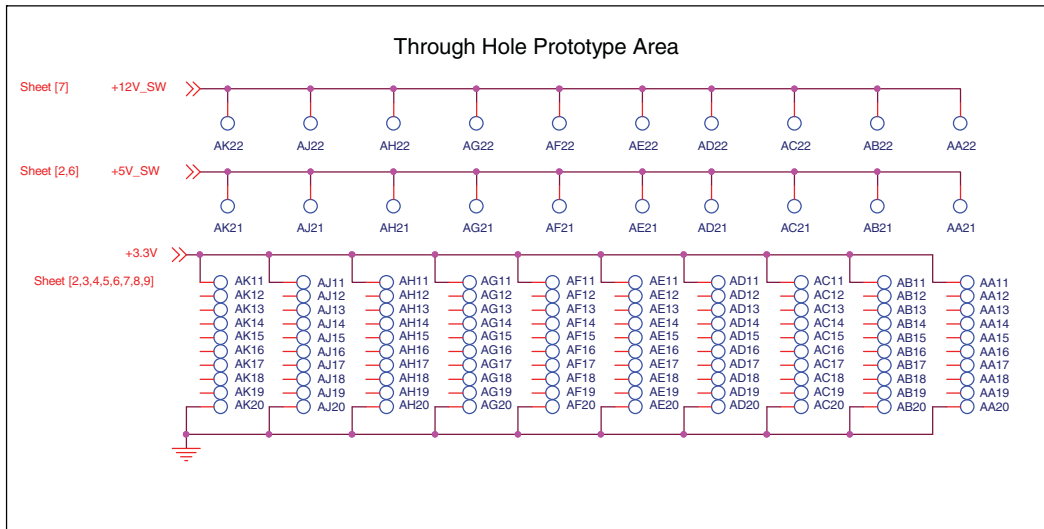 Through Hole Prototype Area
Sheet [7] +12V_SW
AK22 AJ22 AH22 AG22 AF22 AE22 AD22 AC22 AB22 AA22
Sheet [2,6] +5V_SW
AK21 AJ21 AH21 AG21 AF21 AE21 AD21 AC21 AB21 AA21
+3.3V
Sheet [2,3,4,5,6,7,8,9]
AK11 AJ11 AH11 AG11 AF11 AE11 AD11 AC11 AB11 AA11
AK12 AJ12 AH12 AG12 AF12 AE12 AD12 AC12 AB12 AA12
AK13 AJ13 AH13 AG13 AF13 AE13 AD13 AC13 AB13 AA13
AK14 AJ14 AH14 AG14 AF14 AE14 AD14 AC14 AB14 AA14
AK15 AJ15 AH15 AG15 AF15 AE15 AD15 AC15 AB15 AA15
AK16 AJ16 AH16 AG16 AF16 AE16 AD16 AC16 AB16 AA16
AK17 AJ17 AH17 AG17 AF17 AE17 AD17 AC17 AB17 AA17
AK18 AJ18 AH18 AG18 AF18 AE18 AD18 AC18 AB18 AA18
AK19 AJ19 AH19 AG19 AF19 AE19 AD19 AC19 AB19 AA19
AK20 AJ20 AH20 AG20 AF20 AE20 AD20 AC20 AB20 AA20